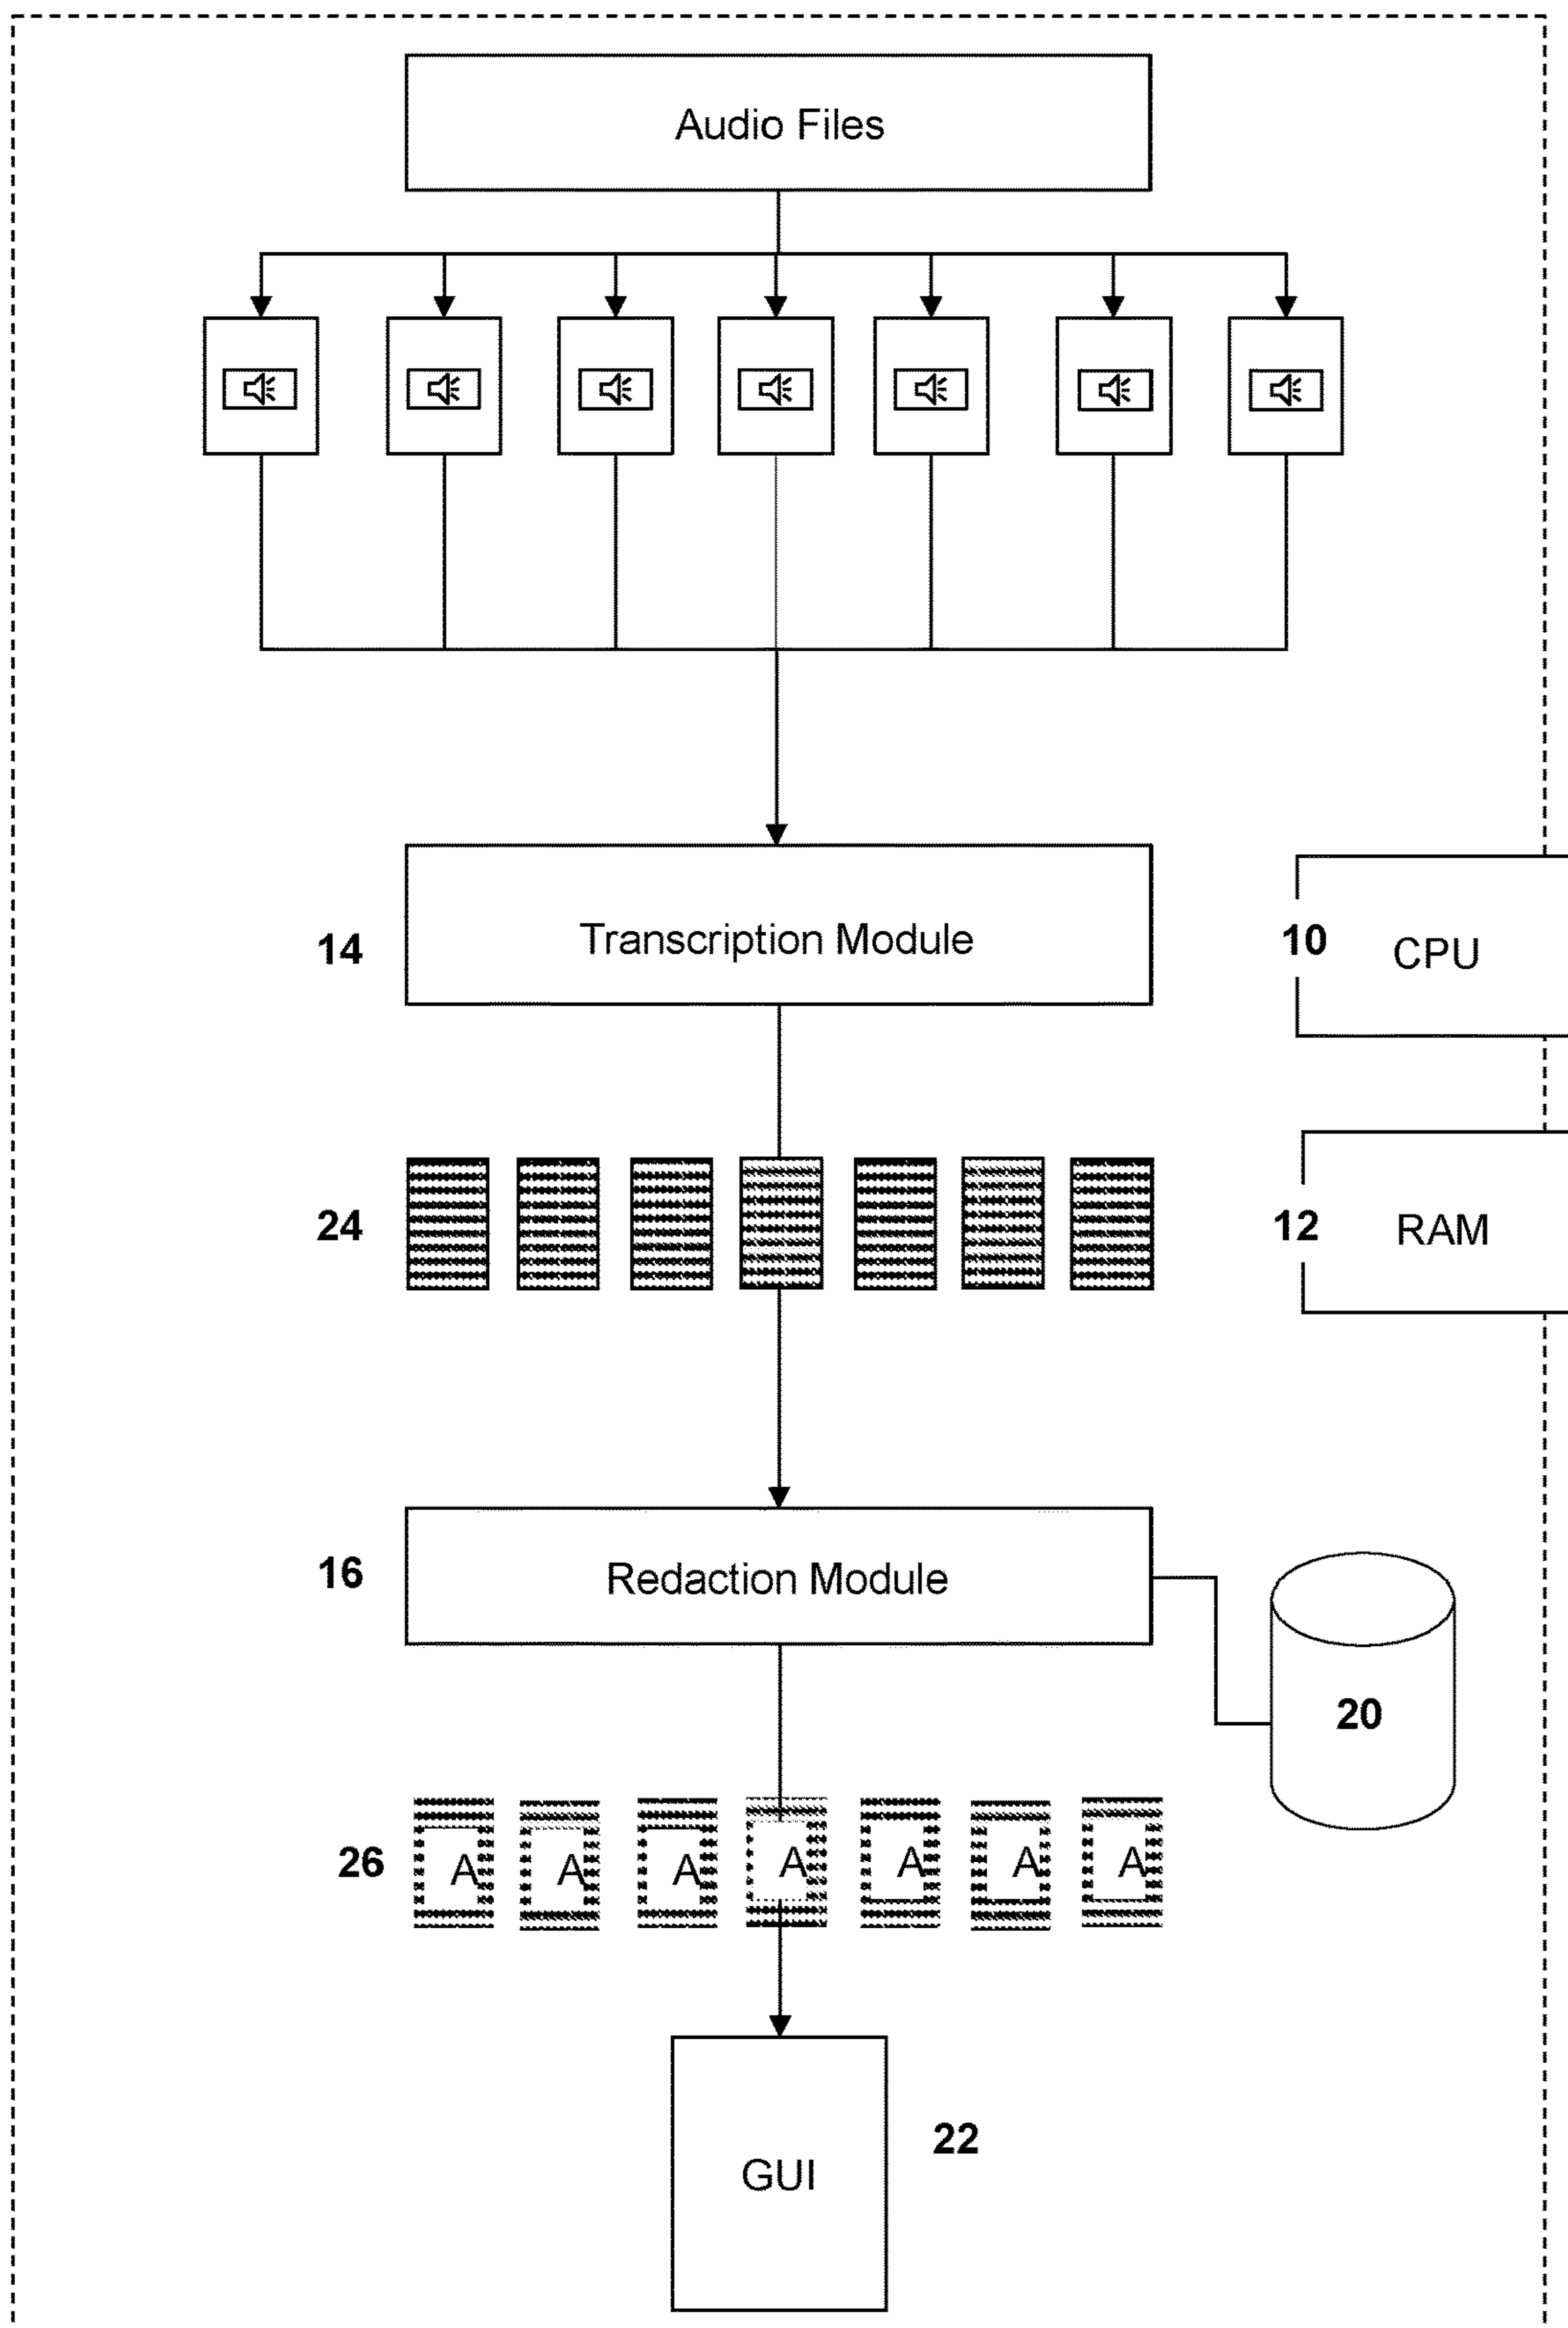 Audio Files
14
Transcription Module
10
CPU
24
12
RAM
16
Redaction Module
20
26
A
A
A
A
A
A
A
22
GUI